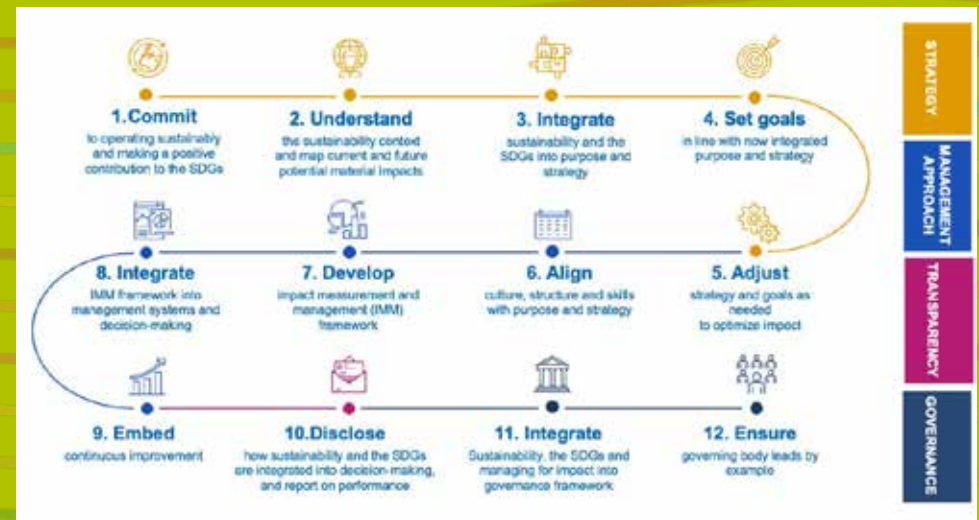 1.Commit
to operating sustainably
and making a positive
contribution to the SDGs
2. Understand
the sustainability context
and map current and future
potential material impacts
3. Integrate
sustainability and the
SDGs into purpose and
strategy
4. Set goals
in line with now integrated
purpose and strategy
8. Integrate
IMM framework into
management systems and
decision-making
7. Develop
impact measurement and
management (IMM)
framework
6. Align
culture, structure and skills
with purpose and strategy
5. Adjust
strategy and goals as
needed
to optimize impact
9. Embed
continuous improvement
10.Disclose
how sustainability and the SDGs
are integrated into decision-making,
and report on performance
11. Integrate
Sustainability, the SDGs and
managing for impact into
governance framework
12. Ensure
governing body leads by
example
STRATEGY
MANAGEMENT
APPROACH
TRANSPARENCY
GOVERNANCE